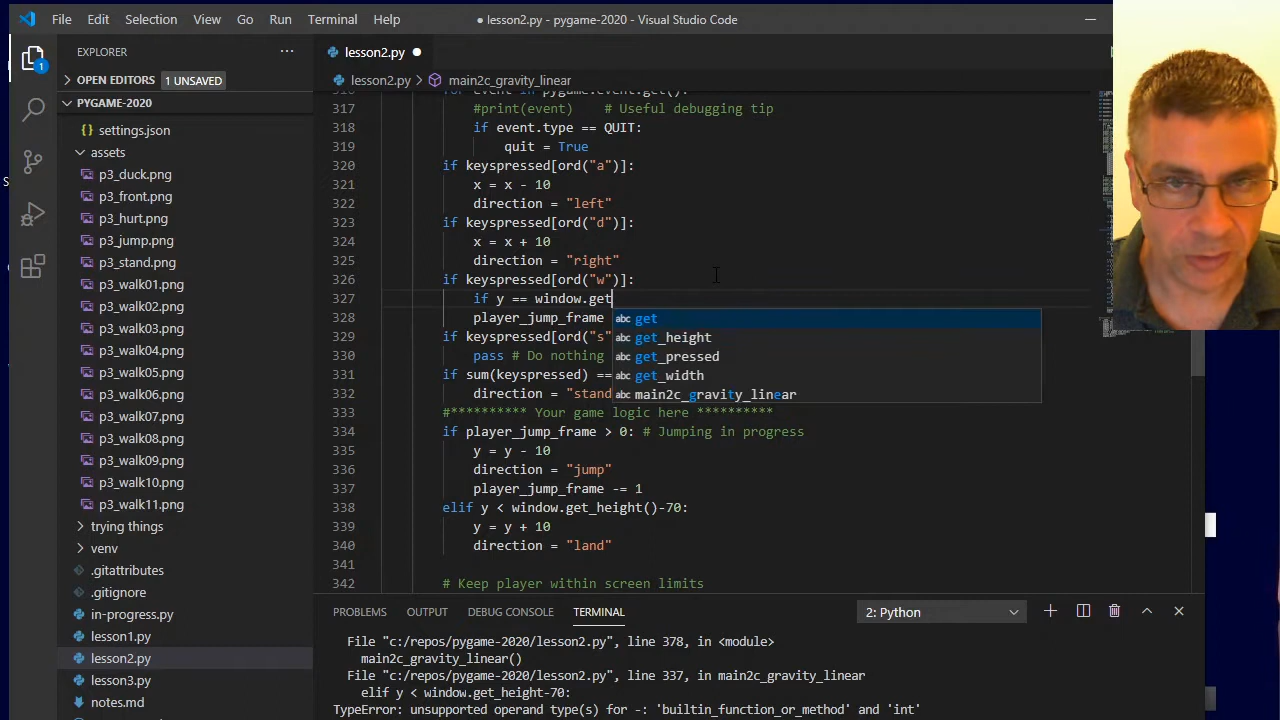 File Edit Selection View Go Run Terminal Help ● lesson2.py - pygame-2020 - Visual Studio Code
EXPLORER
1
lesson2.py
OPEN EDITORS 1 UNSAVED
lesson2.py > main2c_gravity_linear
PYGAME-2020
settings.json
assets
p3_duck.png
p3_front.png
p3_hurt.png
p3_jump.png
p3_stand.png
p3_walk01.png
p3_walk02.png
p3_walk03.png
p3_walk04.png
p3_walk05.png
p3_walk06.png
p3_walk07.png
p3_walk08.png
p3_walk09.png
p3_walk10.png
p3_walk11.png
trying things
venv
.gitattributes
.gitignore
in-progress.py
lesson1.py
lesson2.py
lesson3.py
notes.md
316 for event in pygame.event.get():
317 #print(event) # Useful debugging tip
318 if event.type == QUIT:
319 quit = True
320 if keyspressed[ord("a")]:
321 x = x - 10
322 direction = "left"
323 if keyspressed[ord("d")]:
324 x = x + 10
325 direction = "right"
326 if keyspressed[ord("w")]:
327 if y == window.get
328 player_jump_frame
329 if keyspressed[ord("s"
330 pass # Do nothing
331 if sum(keyspressed) ==
332 direction = "stand
abc get
abc get_height
abc get_pressed
abc get_width
abc main2c_gravity_linear
333 #********** Your game logic here **********
334 if player_jump_frame > 0: # Jumping in progress
335 y = y - 10
336 direction = "jump"
337 player_jump_frame -= 1
338 elif y < window.get_height()-70:
339 y = y + 10
340 direction = "land"
341
342 # Keep player within screen limits
PROBLEMS OUTPUT DEBUG CONSOLE TERMINAL 2: Python
File "c:/repos/pygame-2020/lesson2.py", line 378, in <module>
main2c_gravity_linear()
File "c:/repos/pygame-2020/lesson2.py", line 337, in main2c_gravity_linear
elif y < window.get_height-70:
TypeError: unsupported operand type(s) for -: 'builtin_function_or_method' and 'int'